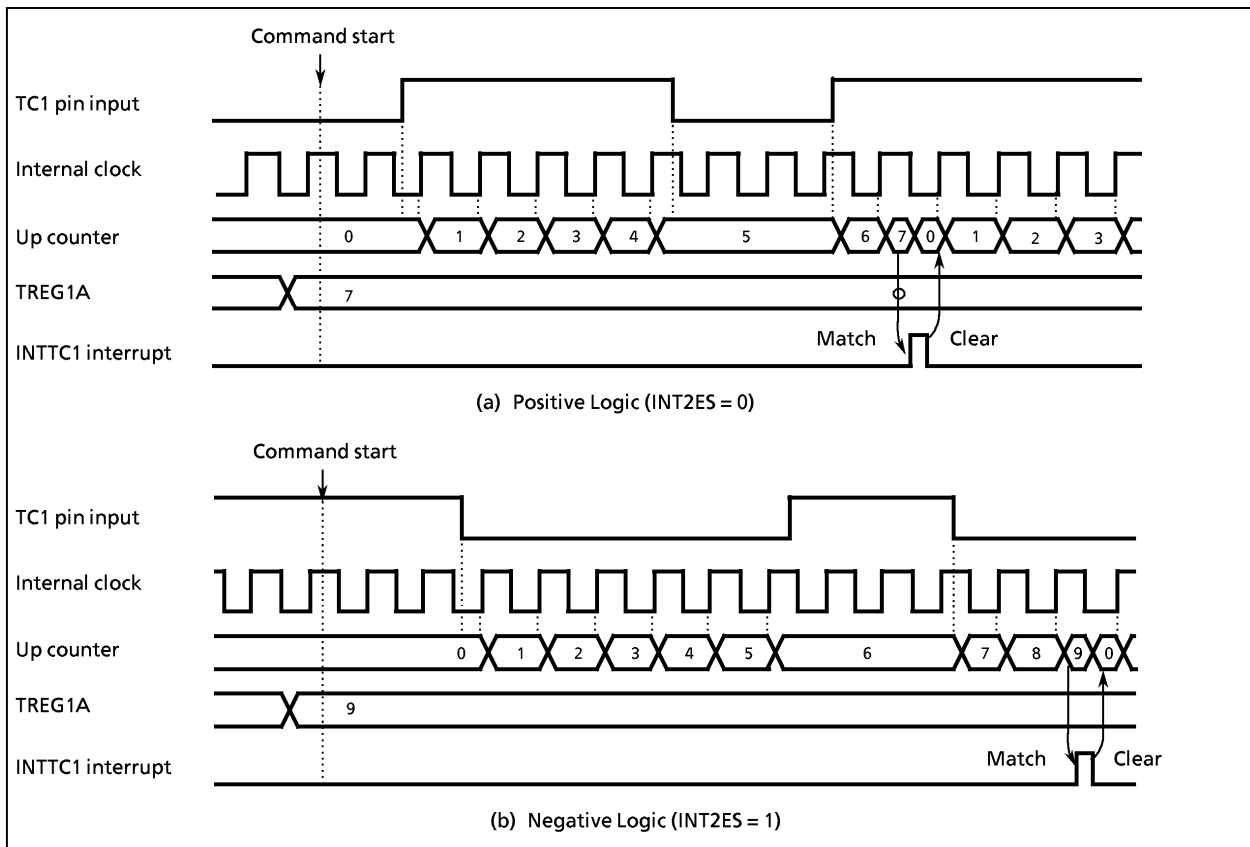 Command start
TC1 pin input
Internal clock
Up counter 0 1 2 3 4 5 6 7 0 1 2 3
TREG1A 7
Match Clear
INTTC1 interrupt
(a) Positive Logic (INT2ES = 0)
Command start
TC1 pin input
Internal clock
Up counter 0 1 2 3 4 5 6 7 8 9 0
TREG1A 9
Match Clear
INTTC1 interrupt
(b) Negative Logic (INT2ES = 1)